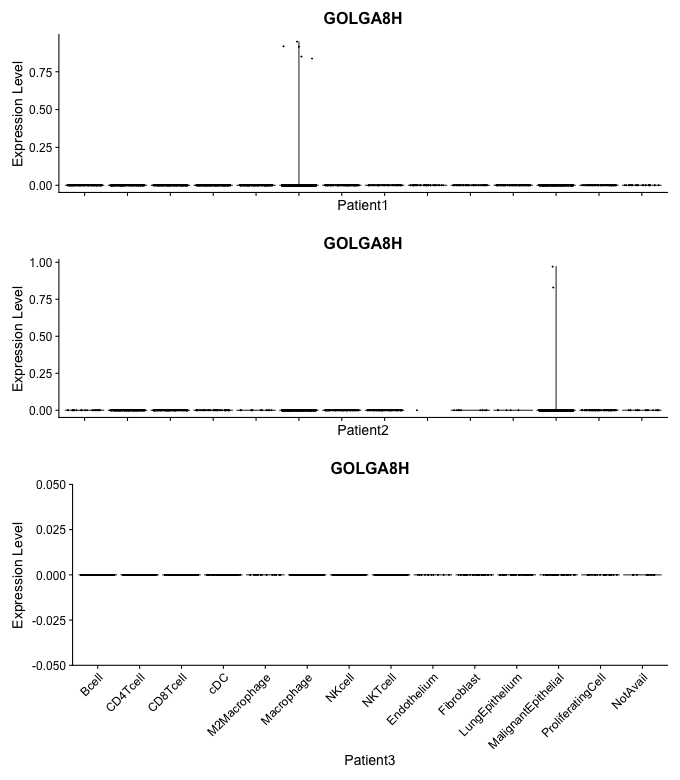 GOLGA8H
Expression Level
0.75
0.50
0.25
0.00
Patient1
GOLGA8H
Expression Level
1.00
0.75
0.50
0.25
0.00
Patient2
GOLGA8H
Expression Level
0.050
0.025
0.000
-0.025
-0.050
Bcell
CD4Tcell
CD8Tcell
cDC
M2Macrophage
Macrophage
NKcell
NKTcell
Endothelium
Fibroblast
LungEpithelium
MalignantEpithelial
ProliferatingCell
NotAvail
Patient3